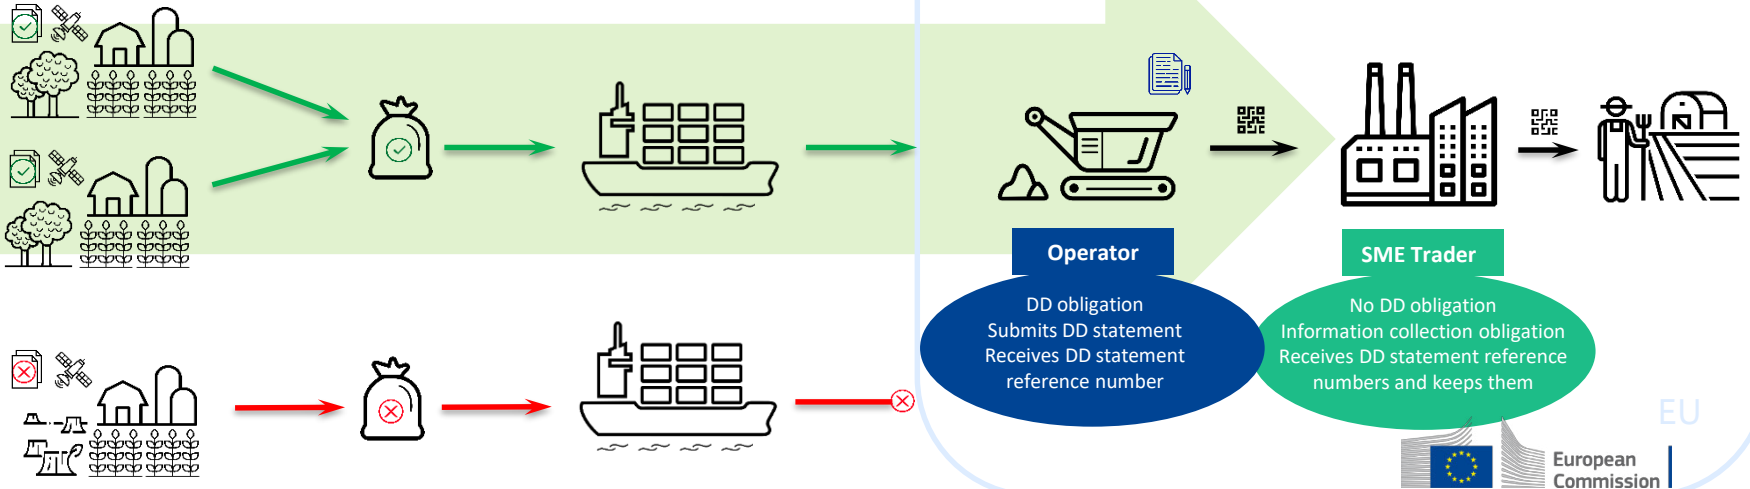 Operator
DD obligation
Submits DD statement
Receives DD statement
reference number
SME Trader
No DD obligation
Information collection obligation
Receives DD statement reference
numbers and keeps them
EU
European
Commission